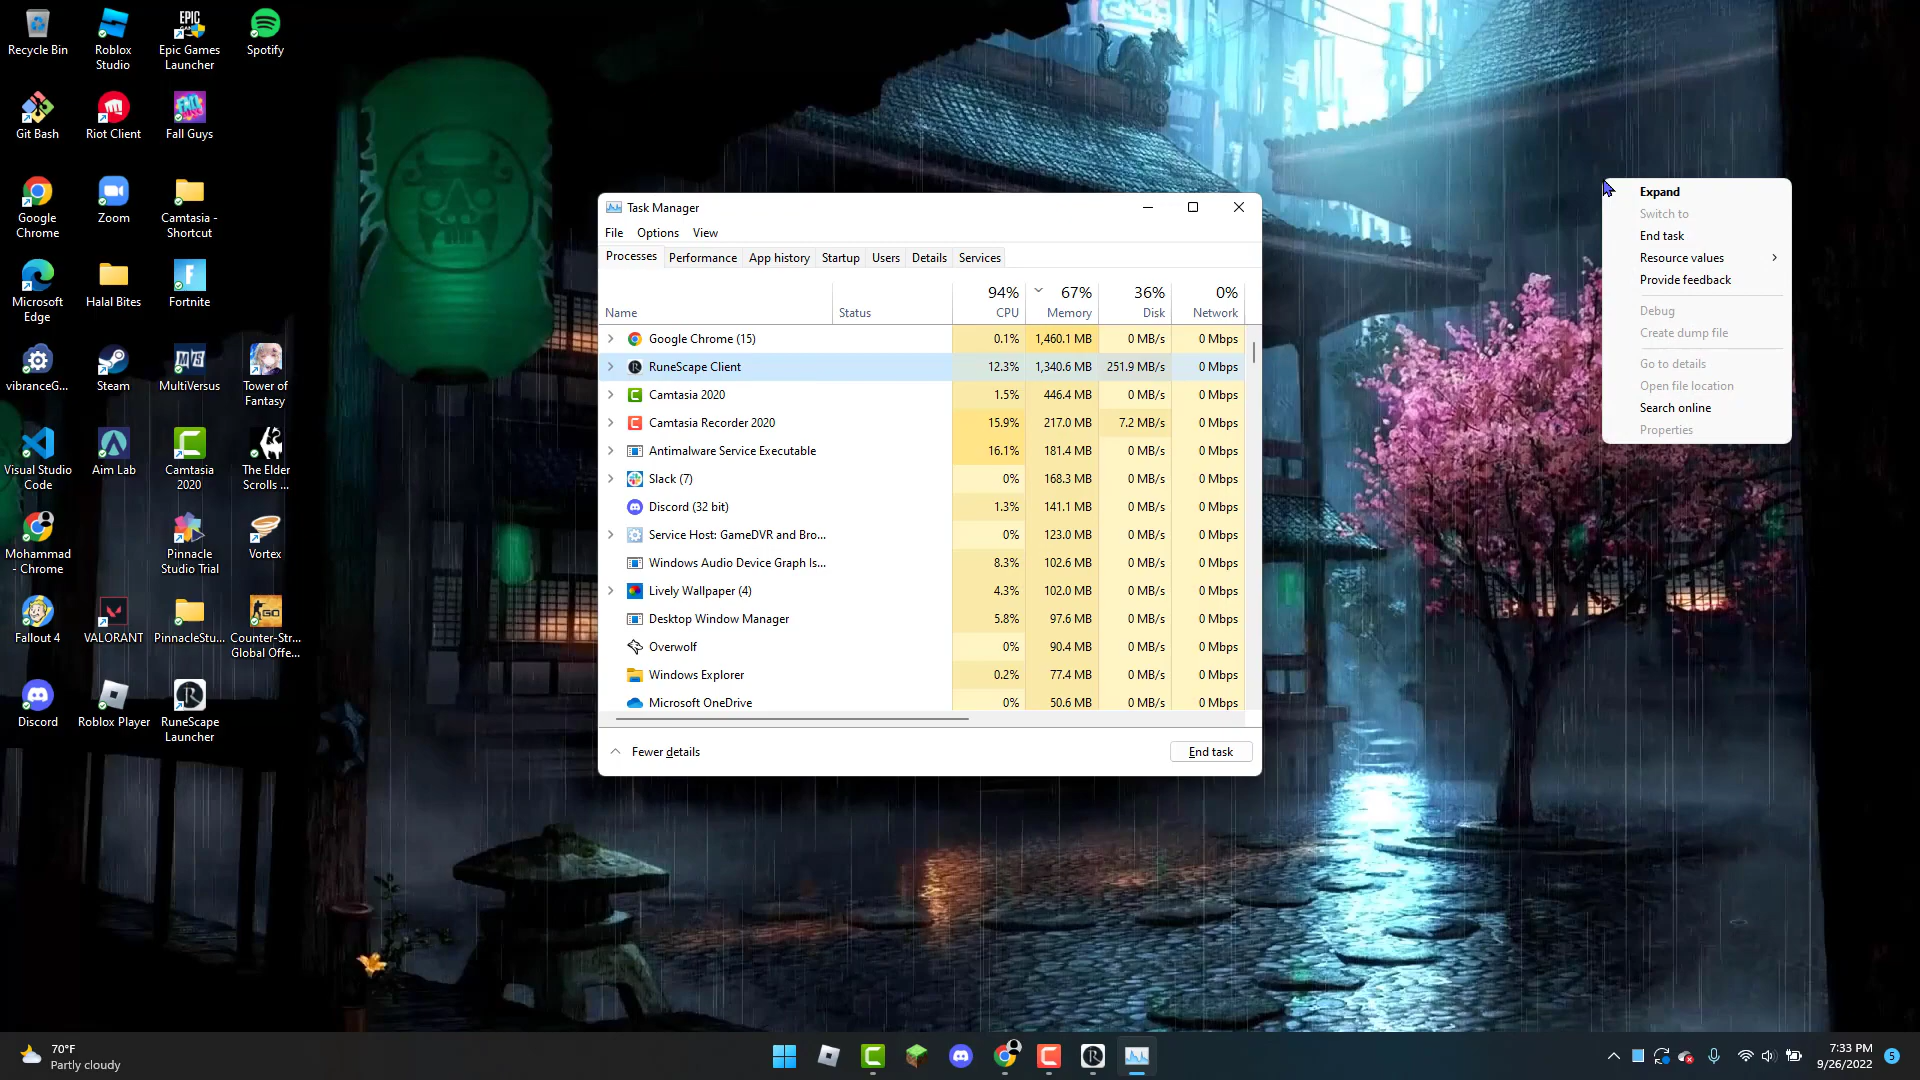 Recycle Bin
Roblox
Studio
Epic Games
Launcher
Spotify
Git Bash
Riot Client
Fall Guys
Google
Chrome
Zoom
Camtasia -
Shortcut
Microsoft
Edge
Halal Bites
Fortnite
vibranceG...
Steam
MultiVersus
Tower of
Fantasy
Visual Studio
Code
Aim Lab
Camtasia
2020
The Elder
Scrolls ...
Mohammad
- Chrome
Pinnacle
Studio Trial
Vortex
Fallout 4
VALORANT
PinnacleStu...
Counter-Str...
Global Offe...
Discord
Roblox Player
RuneScape
Launcher
Task Manager
File Options View
Processes Performance App history Startup Users Details Services
94% 67% 36% 0%
Name Status CPU Memory Disk Network
Google Chrome (15) 0.1% 1,460.1 MB 0 MB/s 0 Mbps
RuneScape Client 12.3% 1,340.6 MB 251.9 MB/s 0 Mbps
Camtasia 2020 1.5% 446.4 MB 0 MB/s 0 Mbps
Camtasia Recorder 2020 15.9% 217.0 MB 7.2 MB/s 0 Mbps
Antimalware Service Executable 16.1% 181.4 MB 0 MB/s 0 Mbps
Slack (7) 0% 168.3 MB 0 MB/s 0 Mbps
Discord (32 bit) 1.3% 141.1 MB 0 MB/s 0 Mbps
Service Host: GameDVR and Bro... 0% 123.0 MB 0 MB/s 0 Mbps
Windows Audio Device Graph Is... 8.3% 102.6 MB 0 MB/s 0 Mbps
Lively Wallpaper (4) 4.3% 102.0 MB 0 MB/s 0 Mbps
Desktop Window Manager 5.8% 97.6 MB 0 MB/s 0 Mbps
Overwolf 0% 90.4 MB 0 MB/s 0 Mbps
Windows Explorer 0.2% 77.4 MB 0 MB/s 0 Mbps
Microsoft OneDrive 0% 50.6 MB 0 MB/s 0 Mbps
Fewer details End task
Expand
Switch to
End task
Resource values
Provide feedback
Debug
Create dump file
Go to details
Open file location
Search online
Properties
70°F
Partly cloudy
7:33 PM
9/26/2022
5